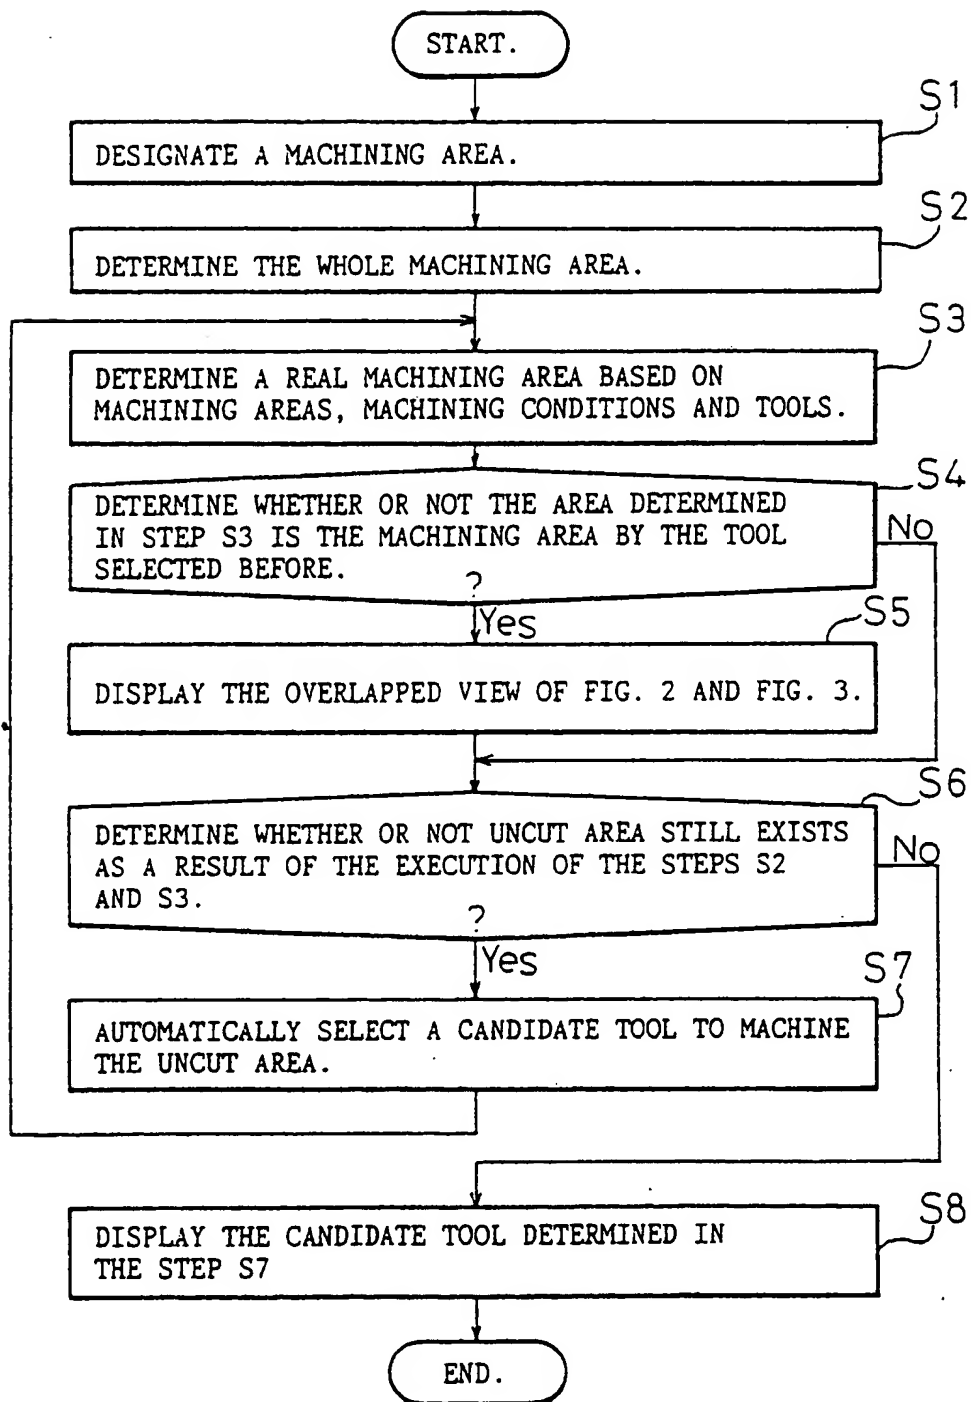 START.
S1
DESIGNATE A MACHINING AREA.
S2
DETERMINE THE WHOLE MACHINING AREA.
S3
DETERMINE A REAL MACHINING AREA BASED ON
MACHINING AREAS, MACHINING CONDITIONS AND TOOLS.
S4
DETERMINE WHETHER OR NOT THE AREA DETERMINED
IN STEP S3 IS THE MACHINING AREA BY THE TOOL
SELECTED BEFORE.
?
No
Yes
S5
DISPLAY THE OVERLAPPED VIEW OF FIG. 2 AND FIG. 3.
S6
DETERMINE WHETHER OR NOT UNCUT AREA STILL EXISTS
AS A RESULT OF THE EXECUTION OF THE STEPS S2
AND S3.
?
No
Yes
S7
AUTOMATICALLY SELECT A CANDIDATE TOOL TO MACHINE
THE UNCUT AREA.
S8
DISPLAY THE CANDIDATE TOOL DETERMINED IN
THE STEP S7
END.